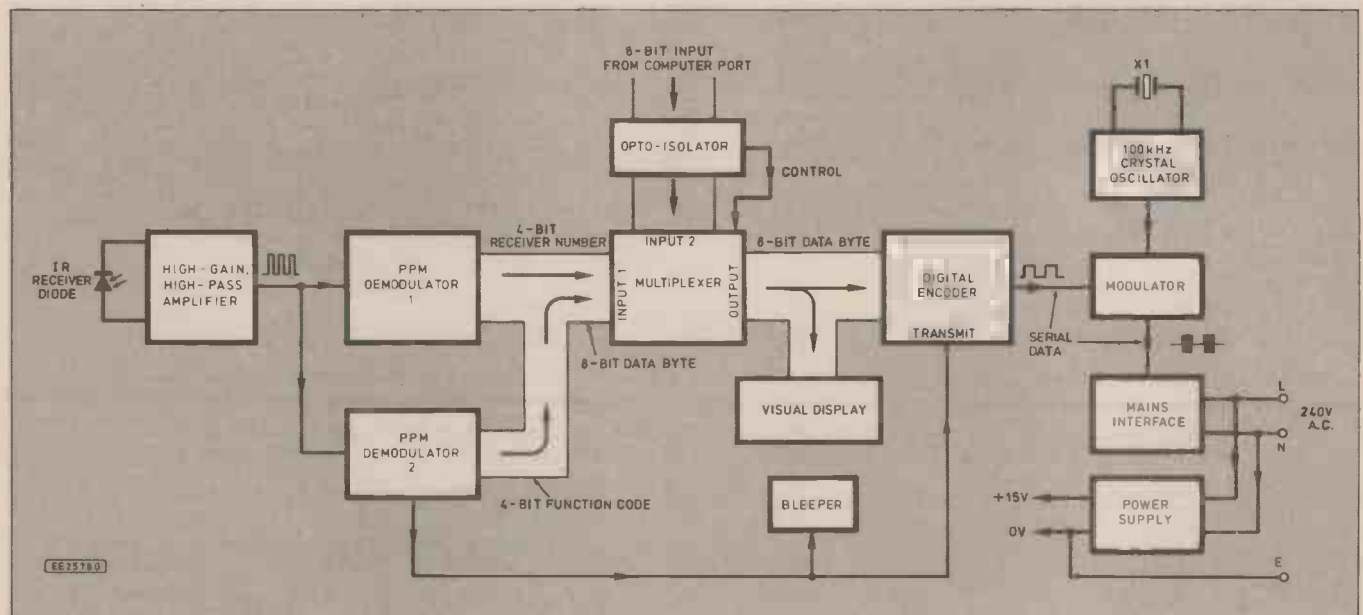 8-BIT INPUT
FROM COMPUTER PORT
X1
OPTO-ISOLATOR
CONTROL
100kHz
CRYSTAL
OSCILLATOR
4-BIT
RECEIVER NUMBER
INPUT 2
8-BIT DATA BYTE
IR
RECEIVER
DIODE
HIGH-GAIN,
HIGH-PASS
AMPLIFIER
PPM
DEMODULATOR
1
INPUT 1
MULTIPLEXER
OUTPUT
DIGITAL
ENCODER
TRANSMIT
MODULATOR
SERIAL
DATA
8-BIT DATA BYTE
VISUAL DISPLAY
MAINS
INTERFACE
L
240V
A.C.
N
PPM
DEMODULATOR
2
4-BIT FUNCTION CODE
BLEEPER
+15V
0V
POWER
SUPPLY
E
EE2578G